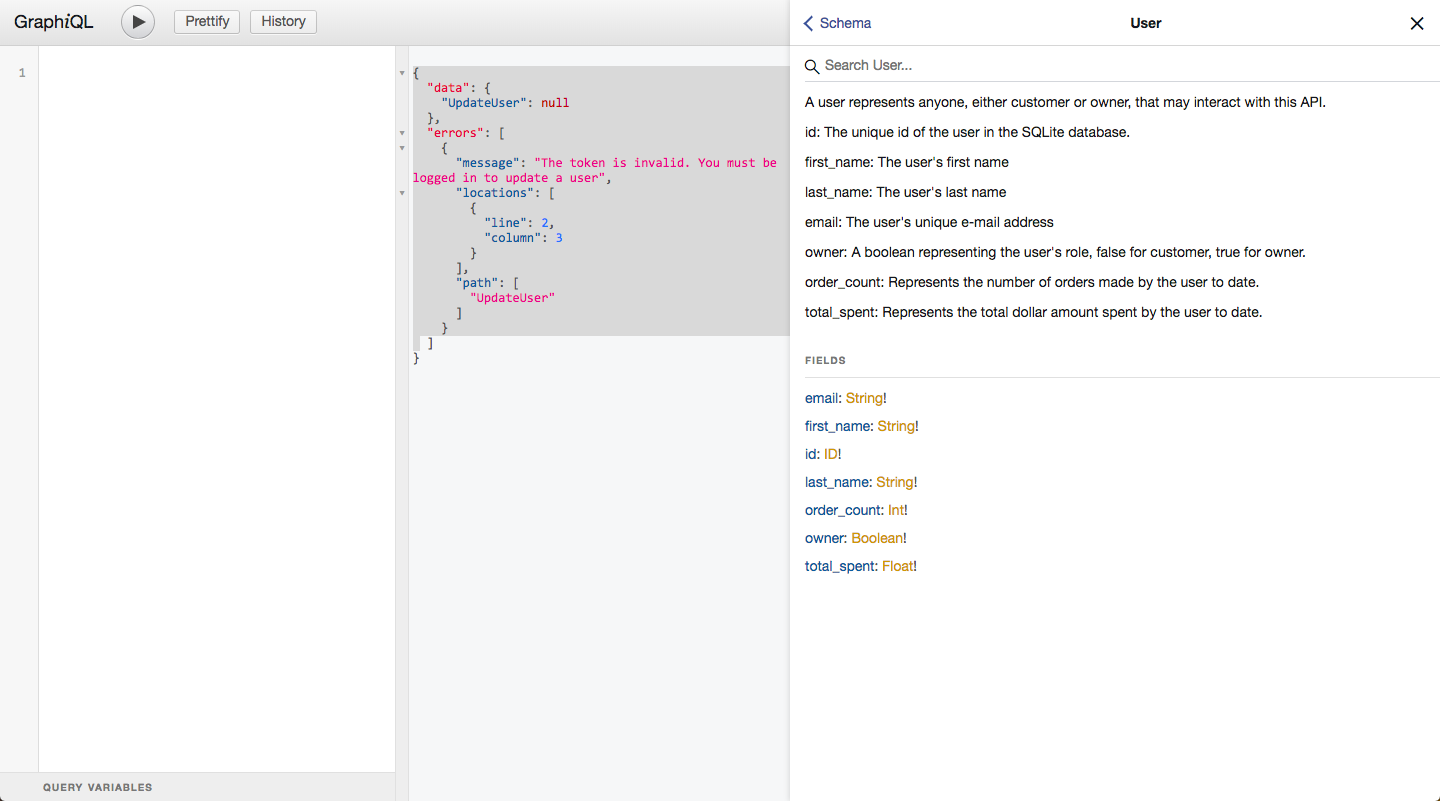 GraphiQL
Prettify
History
1
{
  "data": {
    "UpdateUser": null
  },
  "errors": [
    {
      "message": "The token is invalid. You must be
logged in to update a user",
      "locations": [
        {
          "line": 2,
          "column": 3
        }
      ],
      "path": [
        "UpdateUser"
      ]
    }
  ]
}
QUERY VARIABLES
Schema
User
Search User...
A user represents anyone, either customer or owner, that may interact with this API.
id: The unique id of the user in the SQLite database.
first_name: The user's first name
last_name: The user's last name
email: The user's unique e-mail address
owner: A boolean representing the user's role, false for customer, true for owner.
order_count: Represents the number of orders made by the user to date.
total_spent: Represents the total dollar amount spent by the user to date.
FIELDS
email: String!
first_name: String!
id: ID!
last_name: String!
order_count: Int!
owner: Boolean!
total_spent: Float!